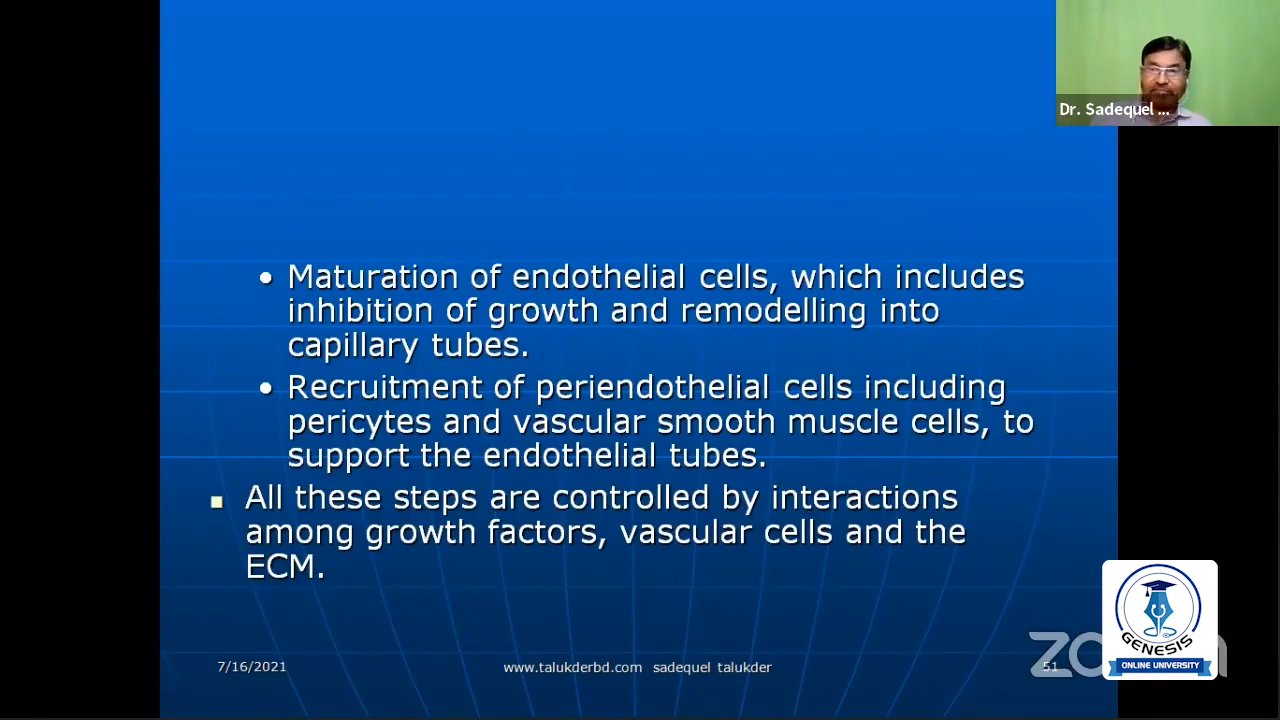 Dr. Sadequel ...
• Maturation of endothelial cells, which includes
inhibition of growth and remodelling into
capillary tubes.
• Recruitment of periendothelial cells including
pericytes and vascular smooth muscle cells, to
support the endothelial tubes.
▪ All these steps are controlled by interactions
among growth factors, vascular cells and the
ECM.
GENESIS
ONLINE UNIVERSITY
7/16/2021
www.talukderbd.com sadequel talukder
51